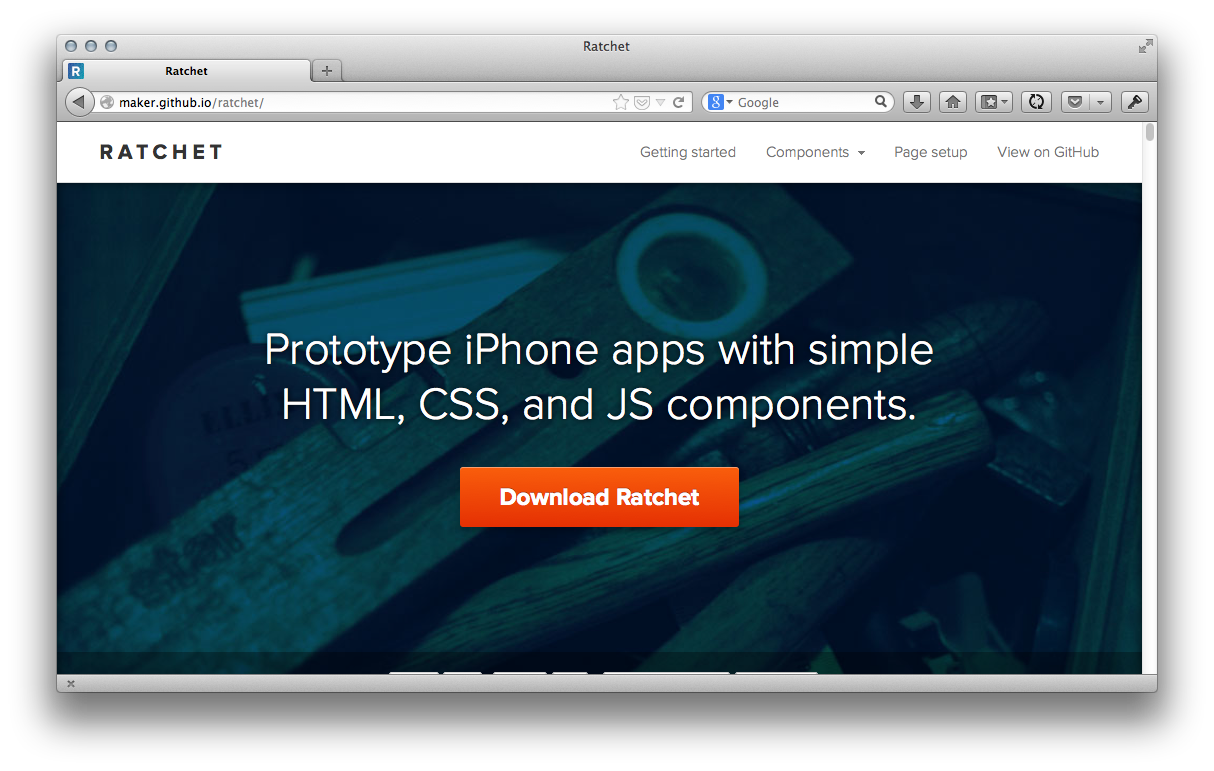 Ratchet
Ratchet
maker.github.io/ratchet/
Google
RATCHET
Getting started
Components
Page setup
View on GitHub
Prototype iPhone apps with simple
HTML, CSS, and JS components.
Download Ratchet